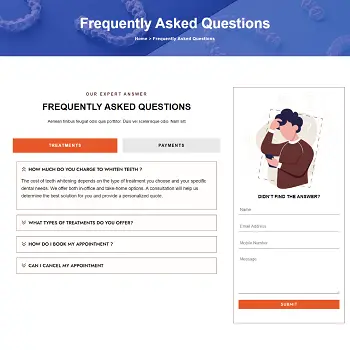 Frequently Asked Questions
Home > Frequently Asked Questions
OUR EXPERT ANSWER
FREQUENTLY ASKED QUESTIONS
Aenean finibus feugiat odio quis porttitor. Duis vel scelerisque odio. Nam sit!
TREATMENTS
PAYMENTS
HOW MUCH DO YOU CHARGE TO WHITEN TEETH ?
The cost of teeth whitening depends on the type of treatment you choose and your specific
dental needs. We offer both in-office and take-home options. A consultation will help us
determine the best solution for you and provide a personalized quote.
WHAT TYPES OF TREATMENTS DO YOU OFFER?
HOW DO I BOOK MY APPOINTMENT ?
CAN I CANCEL MY APPOINTMENT
DIDN'T FIND THE ANSWER?
Name
Email Address
Mobile Number
Message
SUBMIT